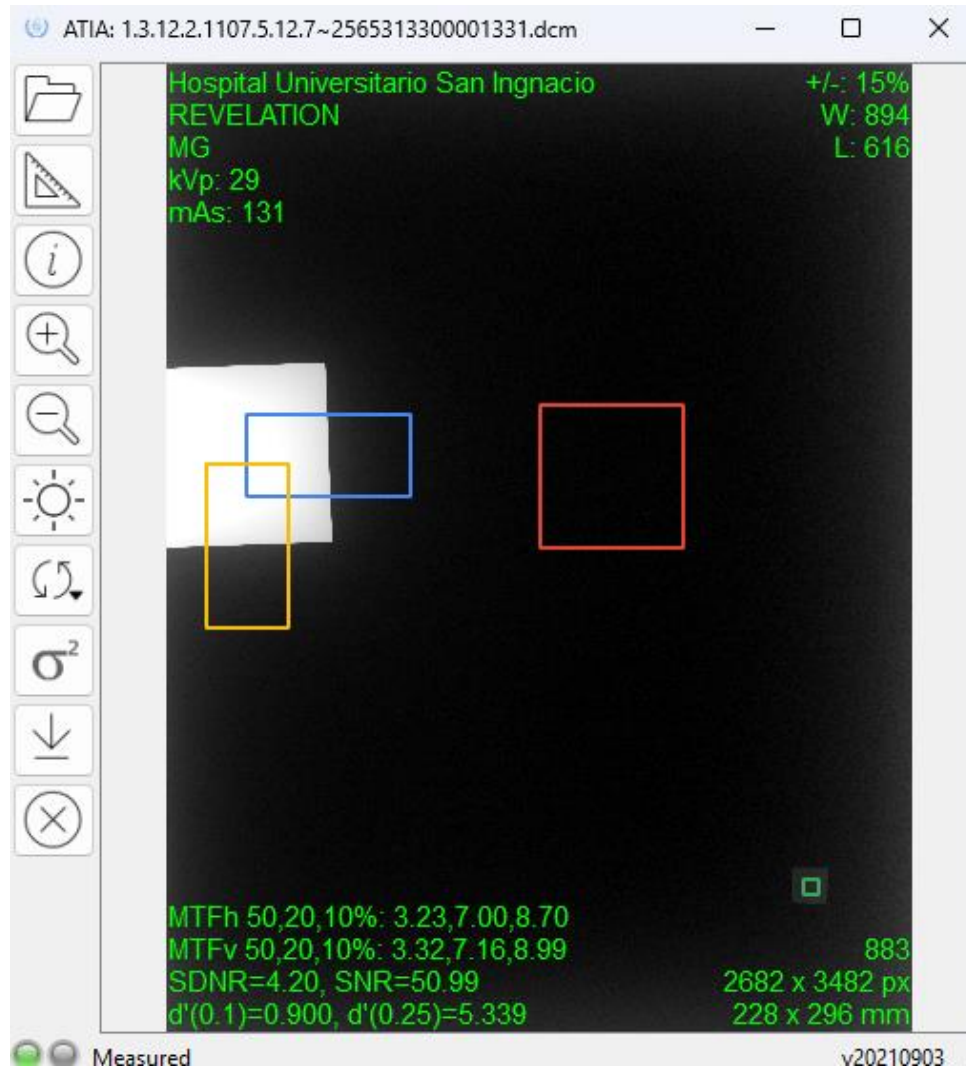 ATIA: 1.3.12.2.1107.5.12.7~2565313300001331.dcm
Hospital Universitario San Ingnacio
REVELATION
MG
kVp: 29
mAs: 131
+/-: 15%
W: 894
L: 616
i
σ²
MTFh 50,20,10%: 3.23,7.00,8.70
MTFv 50,20,10%: 3.32,7.16,8.99
SDNR=4.20, SNR=50.99
d'(0.1)=0.900, d'(0.25)=5.339
883
2682 x 3482 px
228 x 296 mm
Measured
v20210903